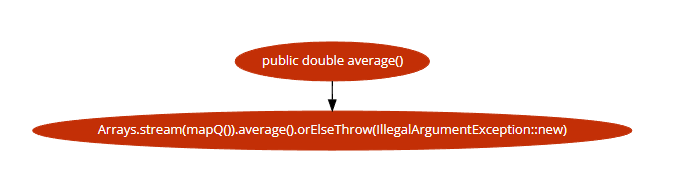 public double average()
Arrays.stream(mapQ()).average().orElseThrow(IllegalArgumentException::new)